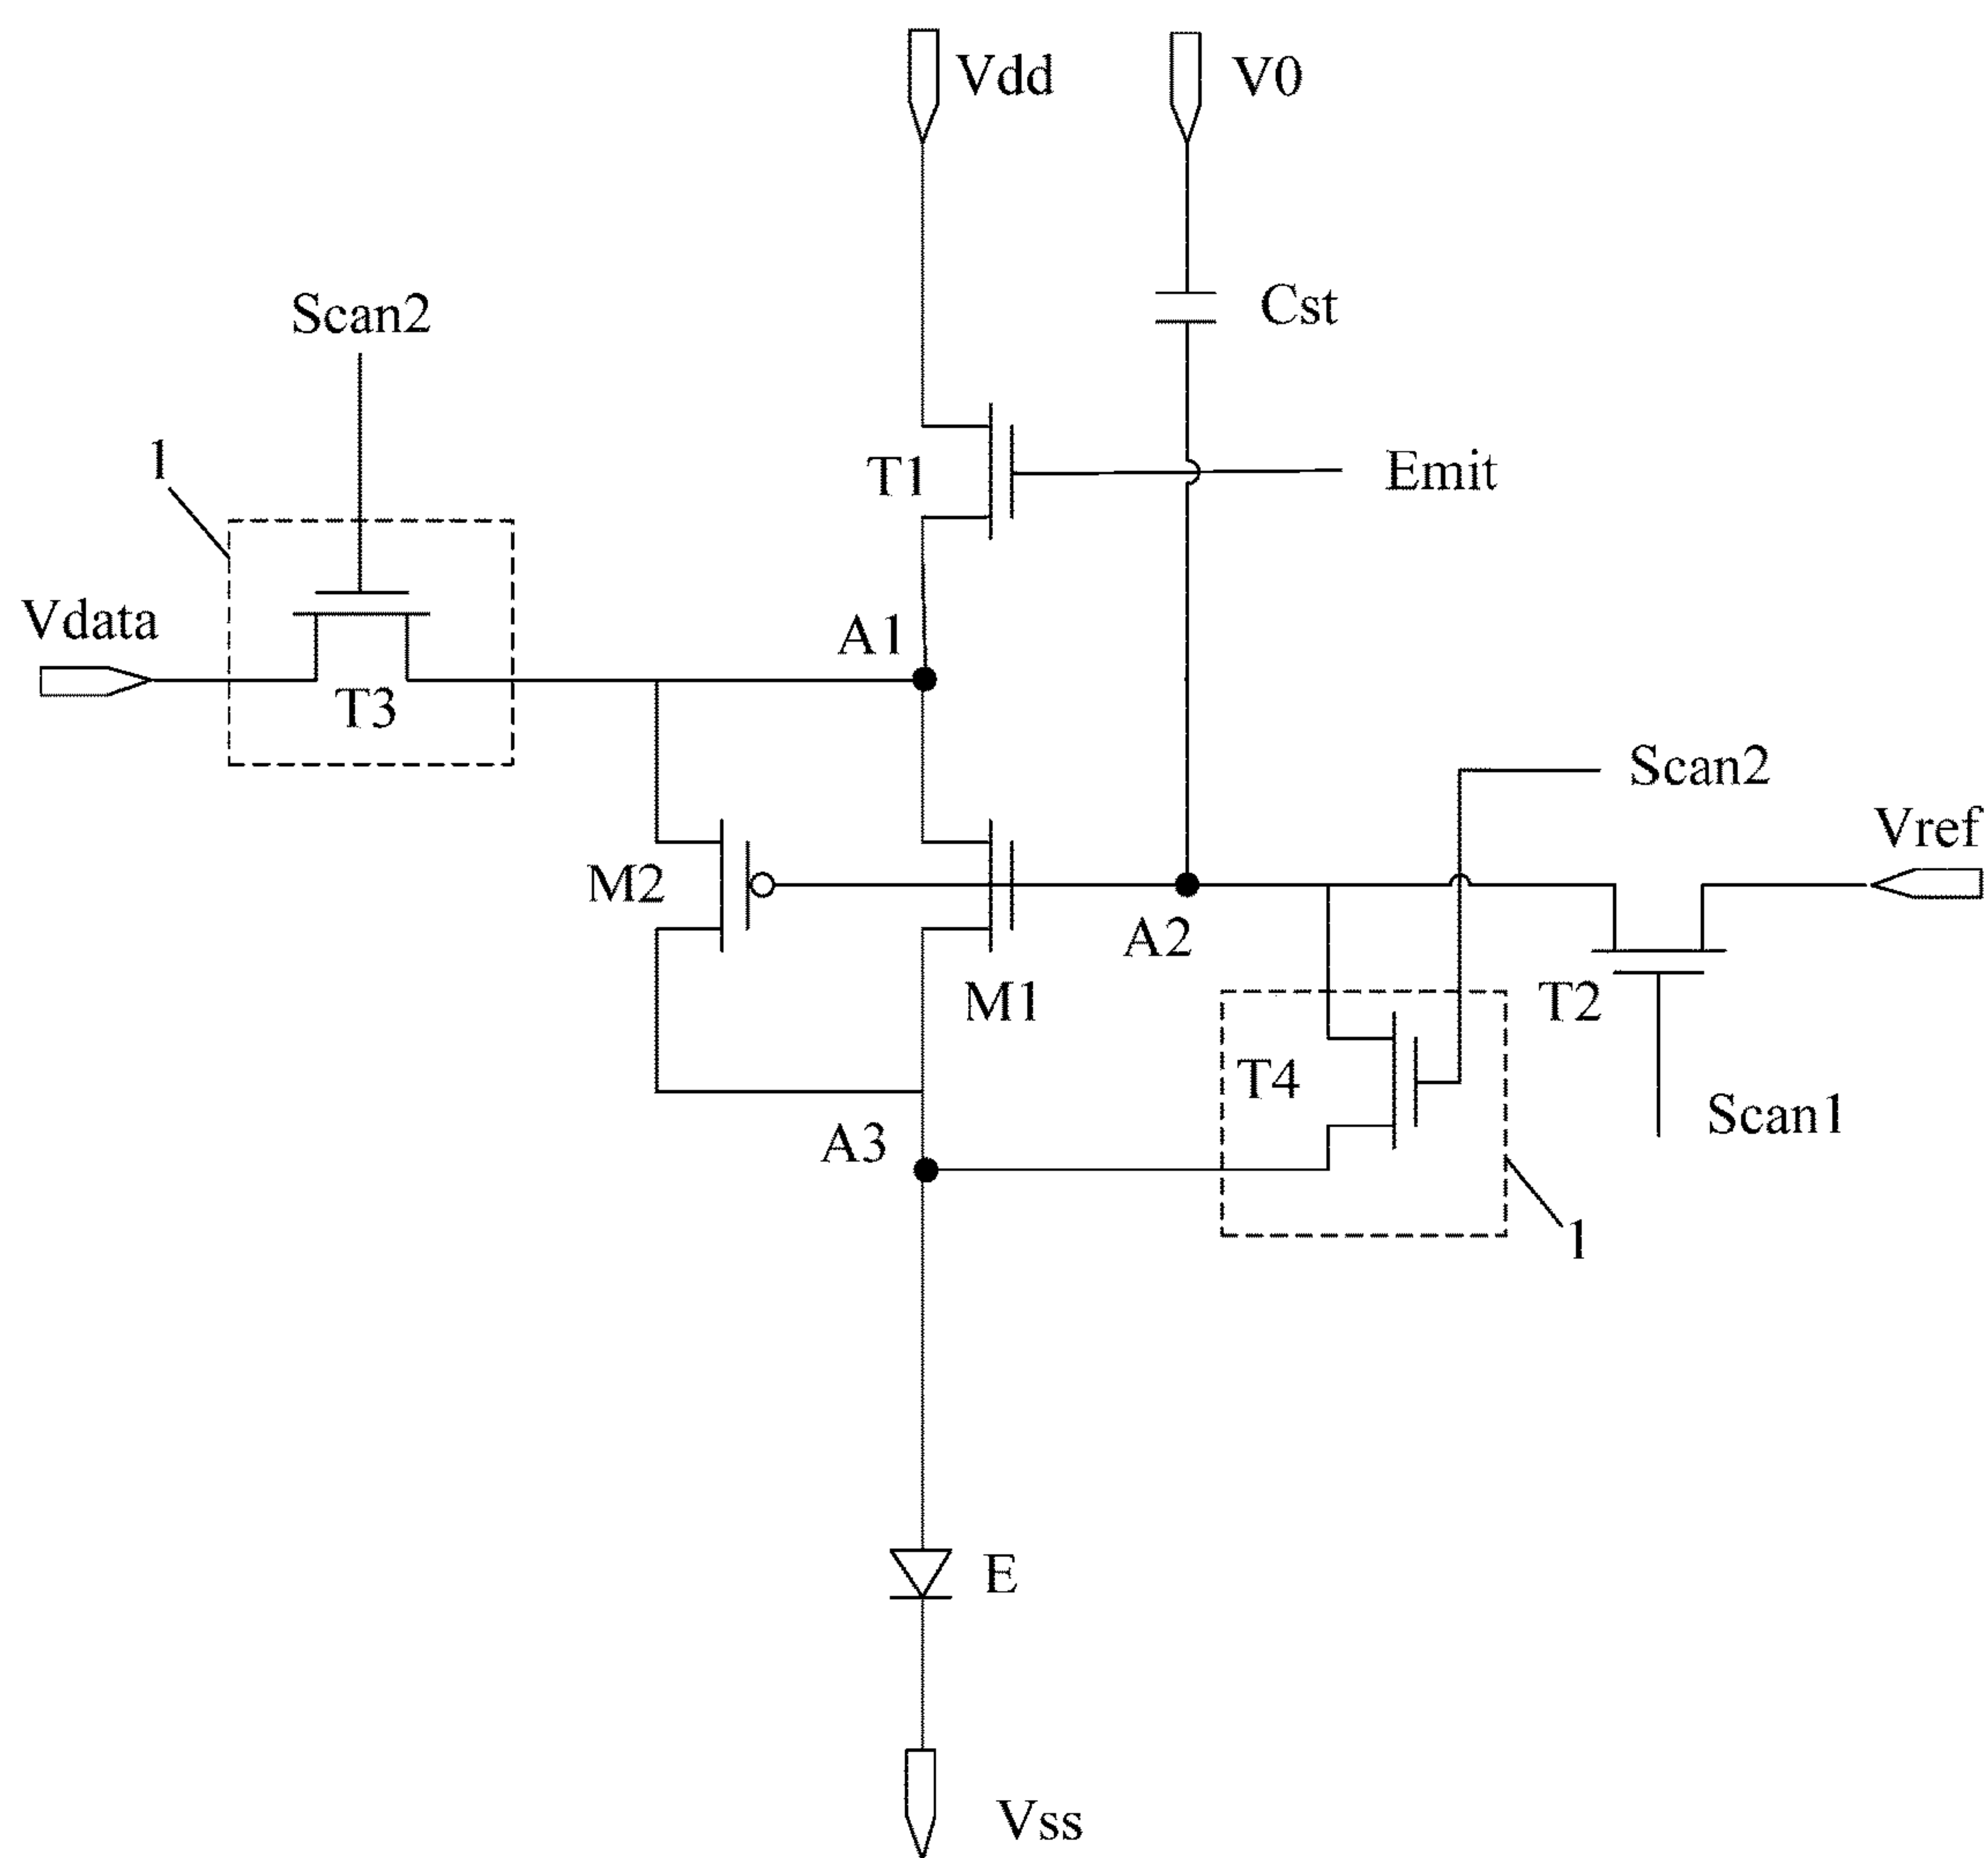 Vdd
V0
Cst
Scan2
1
T1
Emit
Vdata
A1
T3
Scan2
Vref
M2
A2
M1
T2
T4
Scan1
A3
1
E
Vss